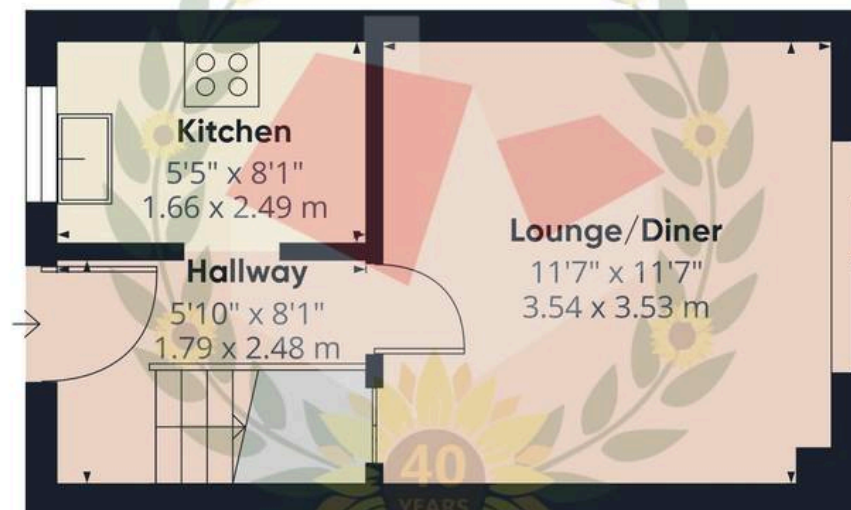 Kitchen
5'5" x 8'1"
1.66 x 2.49 m
Lounge/Diner
11'7" x 11'7"
3.54 x 3.53 m
Hallway
5'10" x 8'1"
1.79 x 2.48 m
40
YEARS